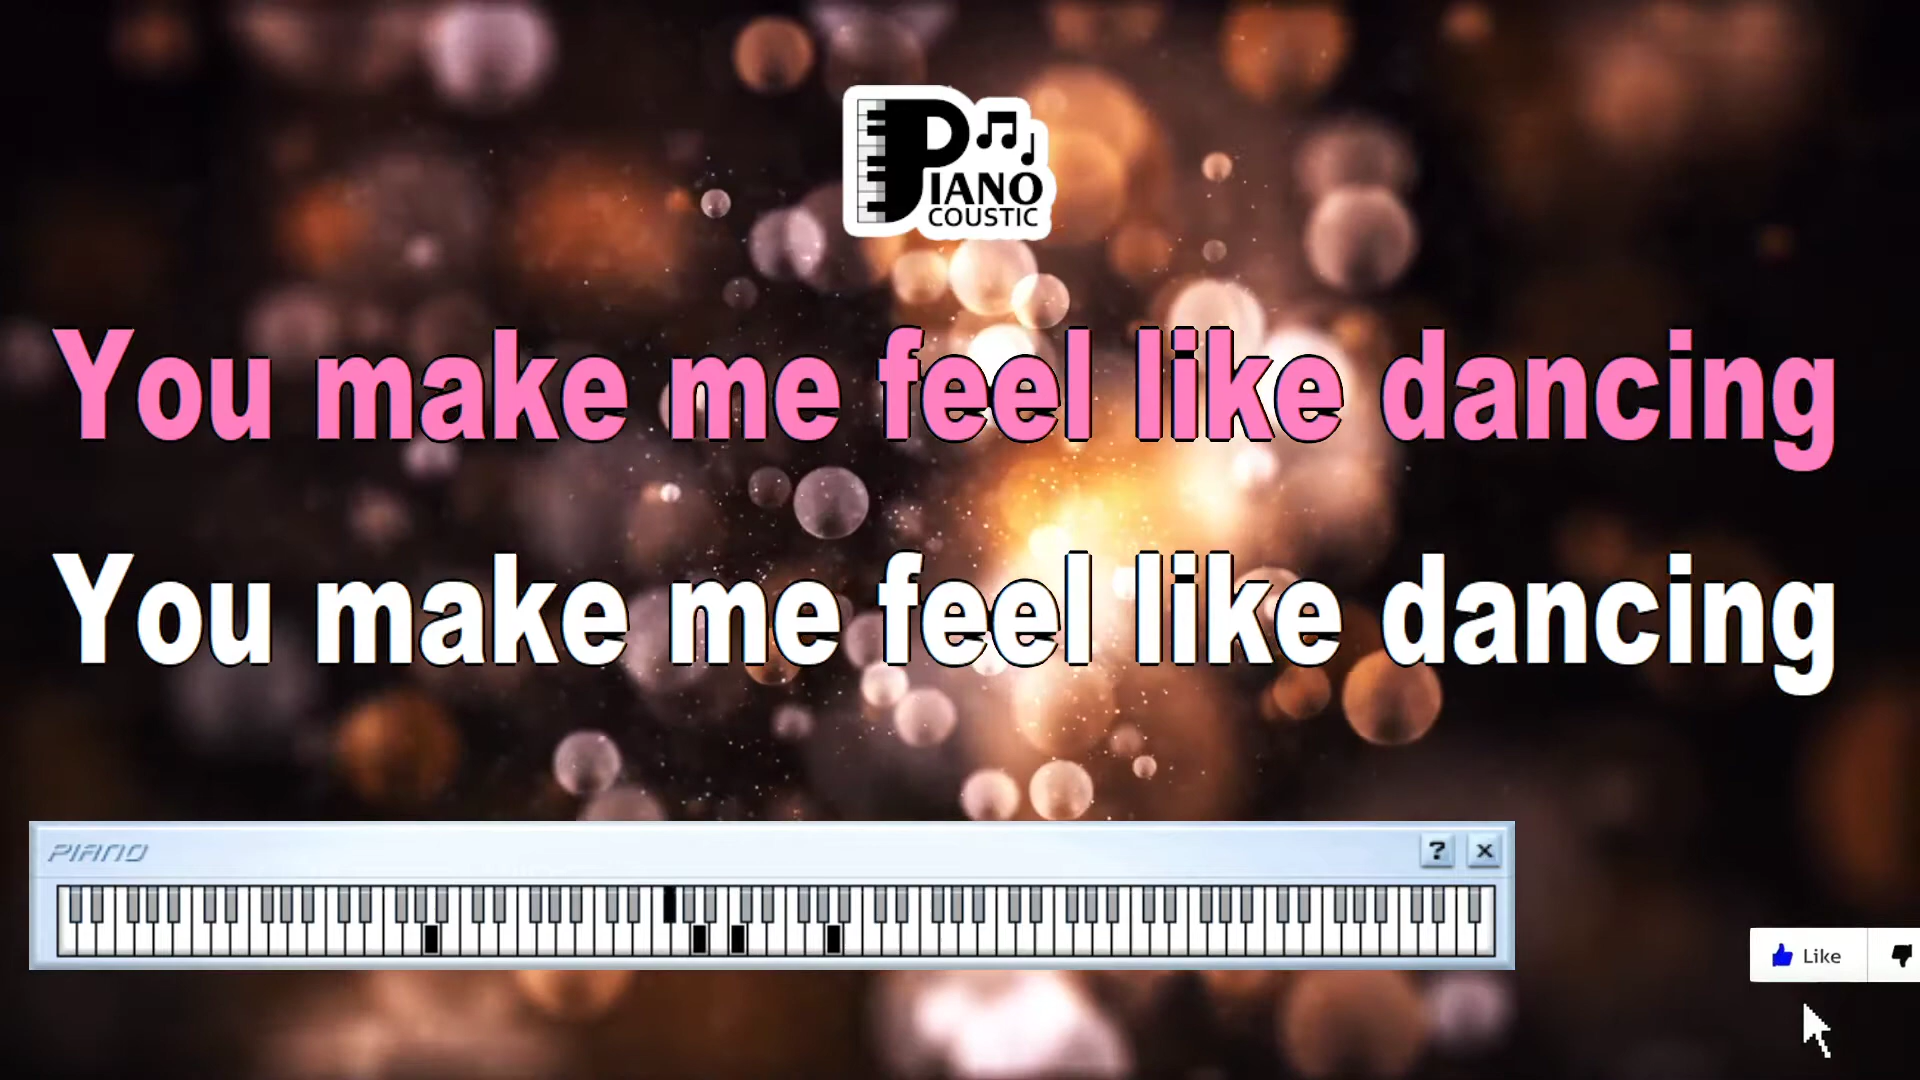 PIANO
COUSTIC
You make me feel like dancing
You make me feel like dancing
PIANO
?
x
Like